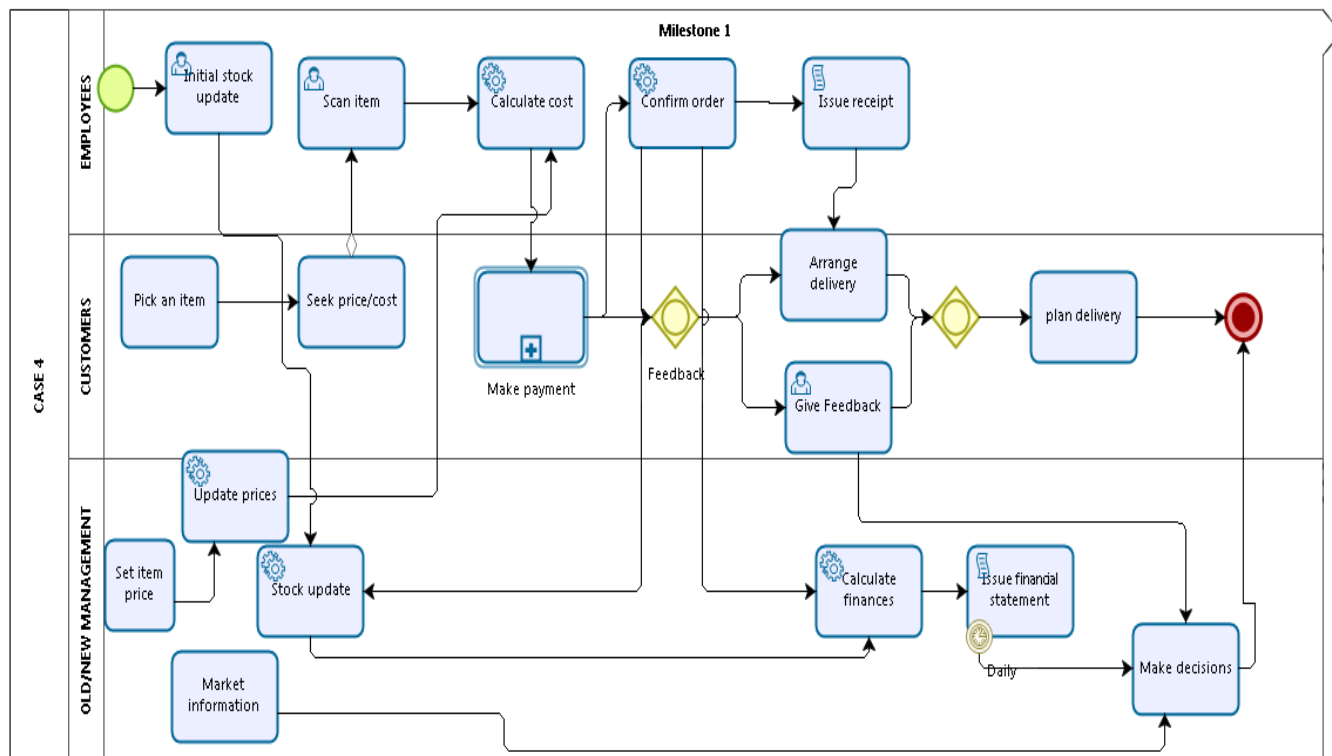 Milestone 1
CASE 4
EMPLOYEES
Initial stock
update
Scan item
Calculate cost
Confirm order
Issue receipt
CUSTOMERS
Pick an item
Seek price/cost
Make payment
Feedback
Arrange
delivery
Give Feedback
plan delivery
OLD/NEW MANAGEMENT
Update prices
Set item
price
Stock update
Market
information
Calculate
finances
Issue financial
statement
Daily
Make decisions